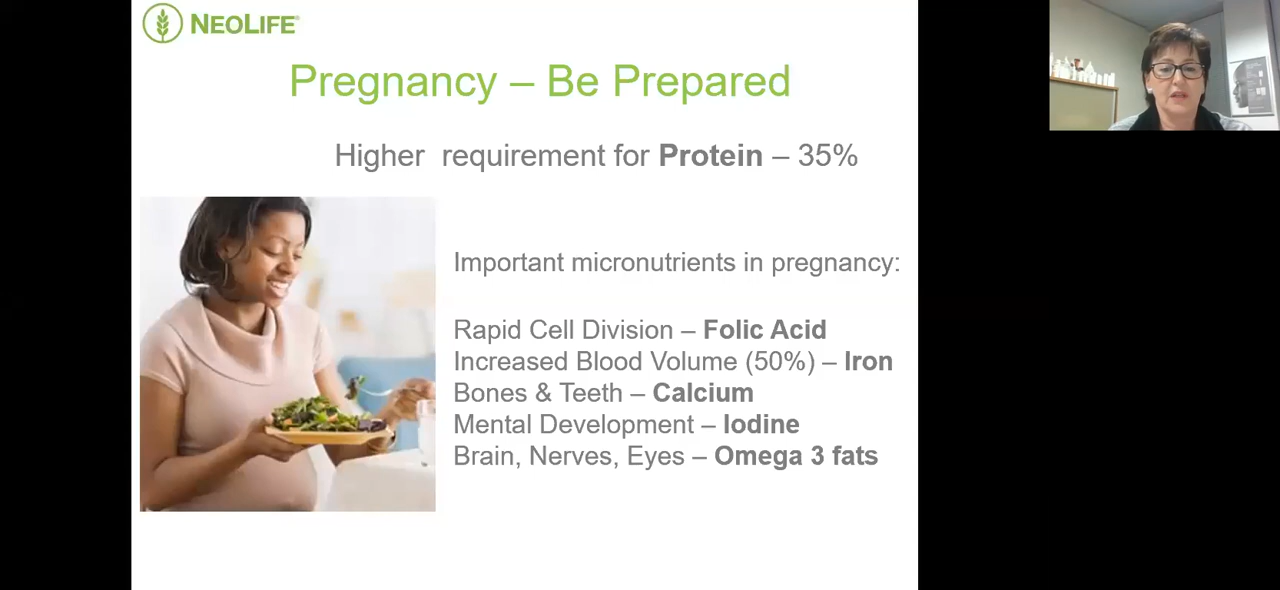 NEOLIFE®
Pregnancy – Be Prepared
Higher requirement for Protein – 35%
Important micronutrients in pregnancy:
Rapid Cell Division – Folic Acid
Increased Blood Volume (50%) – Iron
Bones & Teeth – Calcium
Mental Development – Iodine
Brain, Nerves, Eyes – Omega 3 fats